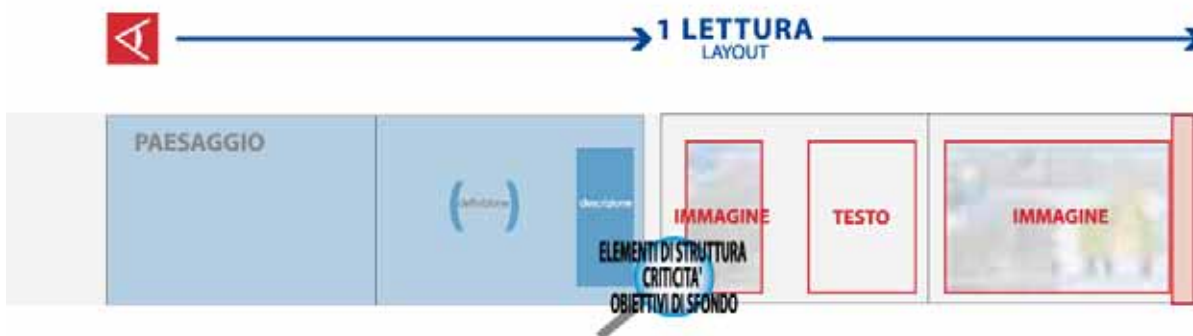 1 LETTURA
LAYOUT
PAESAGGIO
(definizione)
descrizione
IMMAGINE
TESTO
IMMAGINE
ELEMENTI DI STRUTTURA
CRITICITA'
OBIETTIVI DI SFONDO